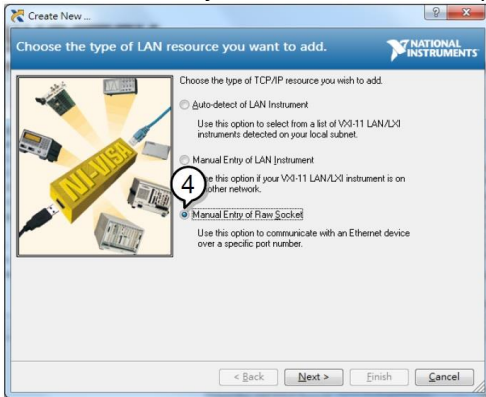 Create New ...
Choose the type of LAN resource you want to add.
NATIONAL
INSTRUMENTS
Choose the type of TCP/IP resource you wish to add.
Auto-detect of LAN Instrument
Use this option to select from a list of VXI-11 LAN/LXI
instruments detected on your local subnet.
Manual Entry of LAN Instrument
this option if your VXI-11 LAN/LXI instrument is on
other network.
4
Manual Entry of Raw Socket
Use this option to communicate with an Ethernet device
over a specific port number.
NI-VISA
< Back
Next >
Finish
Cancel